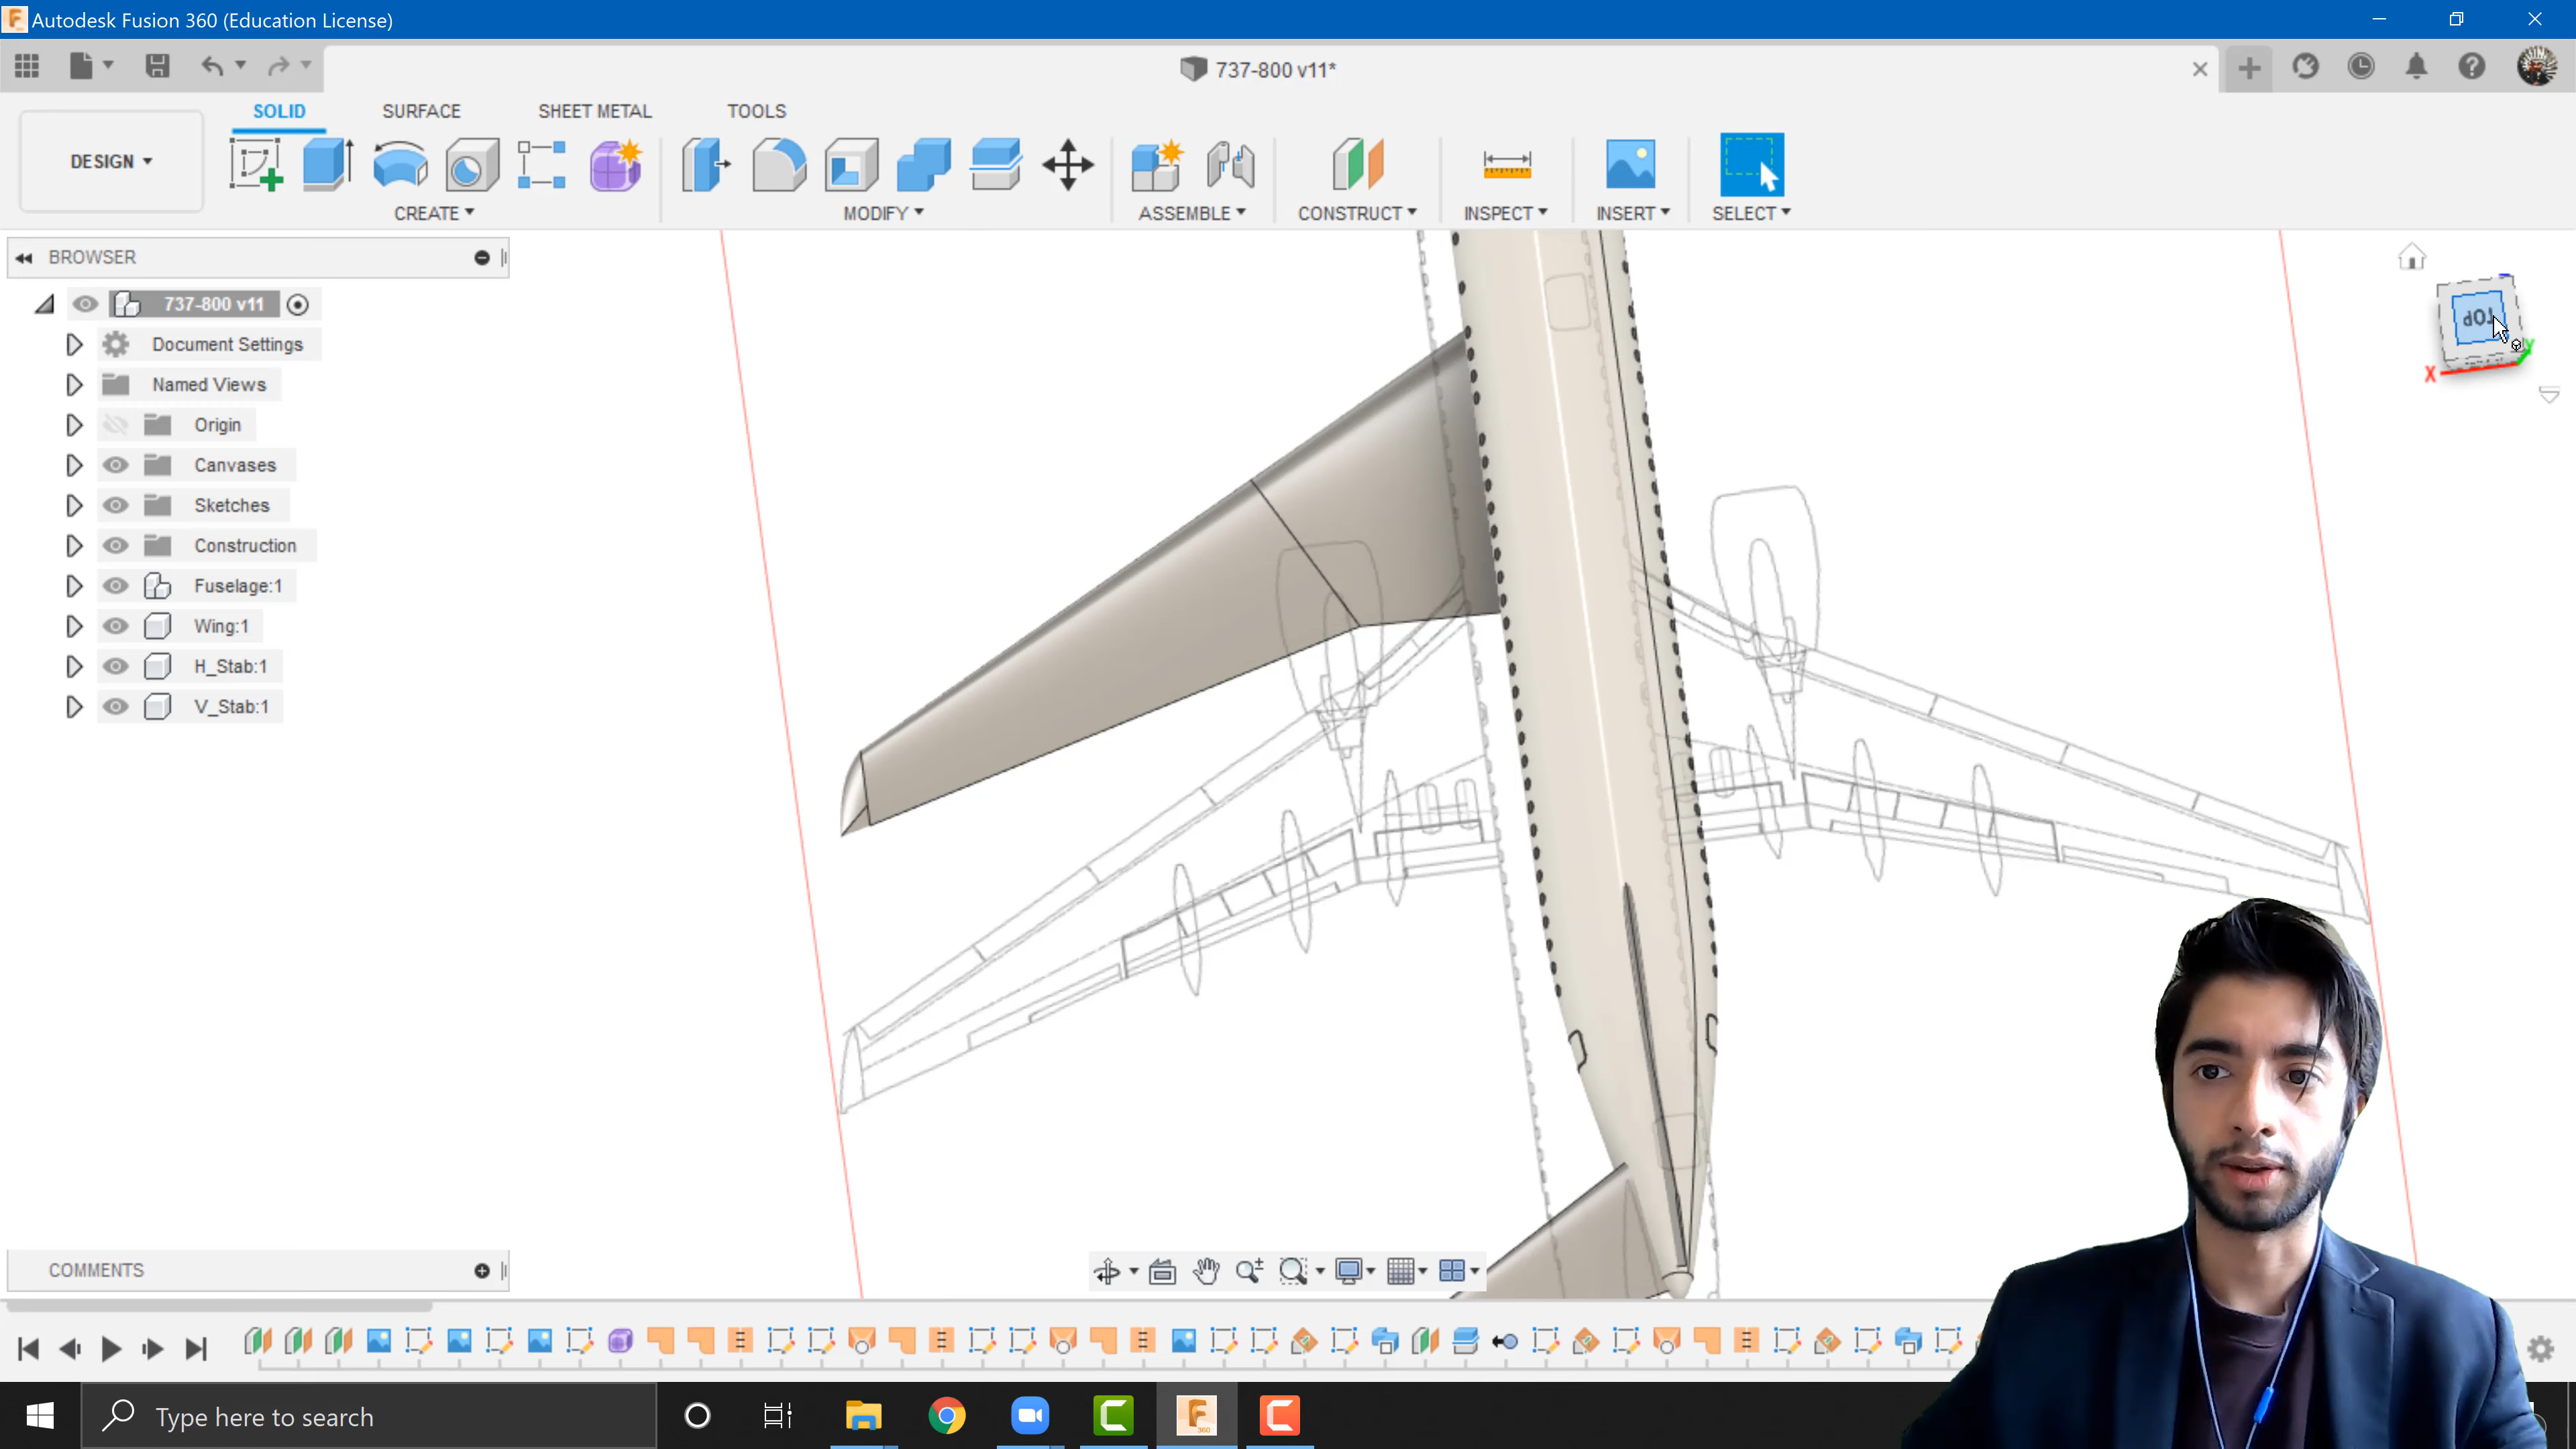 Autodesk Fusion 360 (Education License)
737-800 v11*
SOLID SURFACE SHEET METAL TOOLS
DESIGN
CREATE MODIFY ASSEMBLE CONSTRUCT INSPECT INSERT SELECT
BROWSER
737-800 v11
Document Settings
Named Views
Origin
Canvases
Sketches
Construction
Fuselage:1
Wing:1
H_Stab:1
V_Stab:1
TOP
X
Y
COMMENTS
Type here to search
F
360